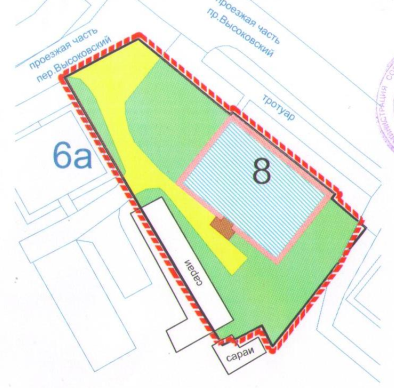 проезжая часть
пр.Высоковский
проезжая часть
пер.Высоковский
тротуар
6а
8
сараи
сараи